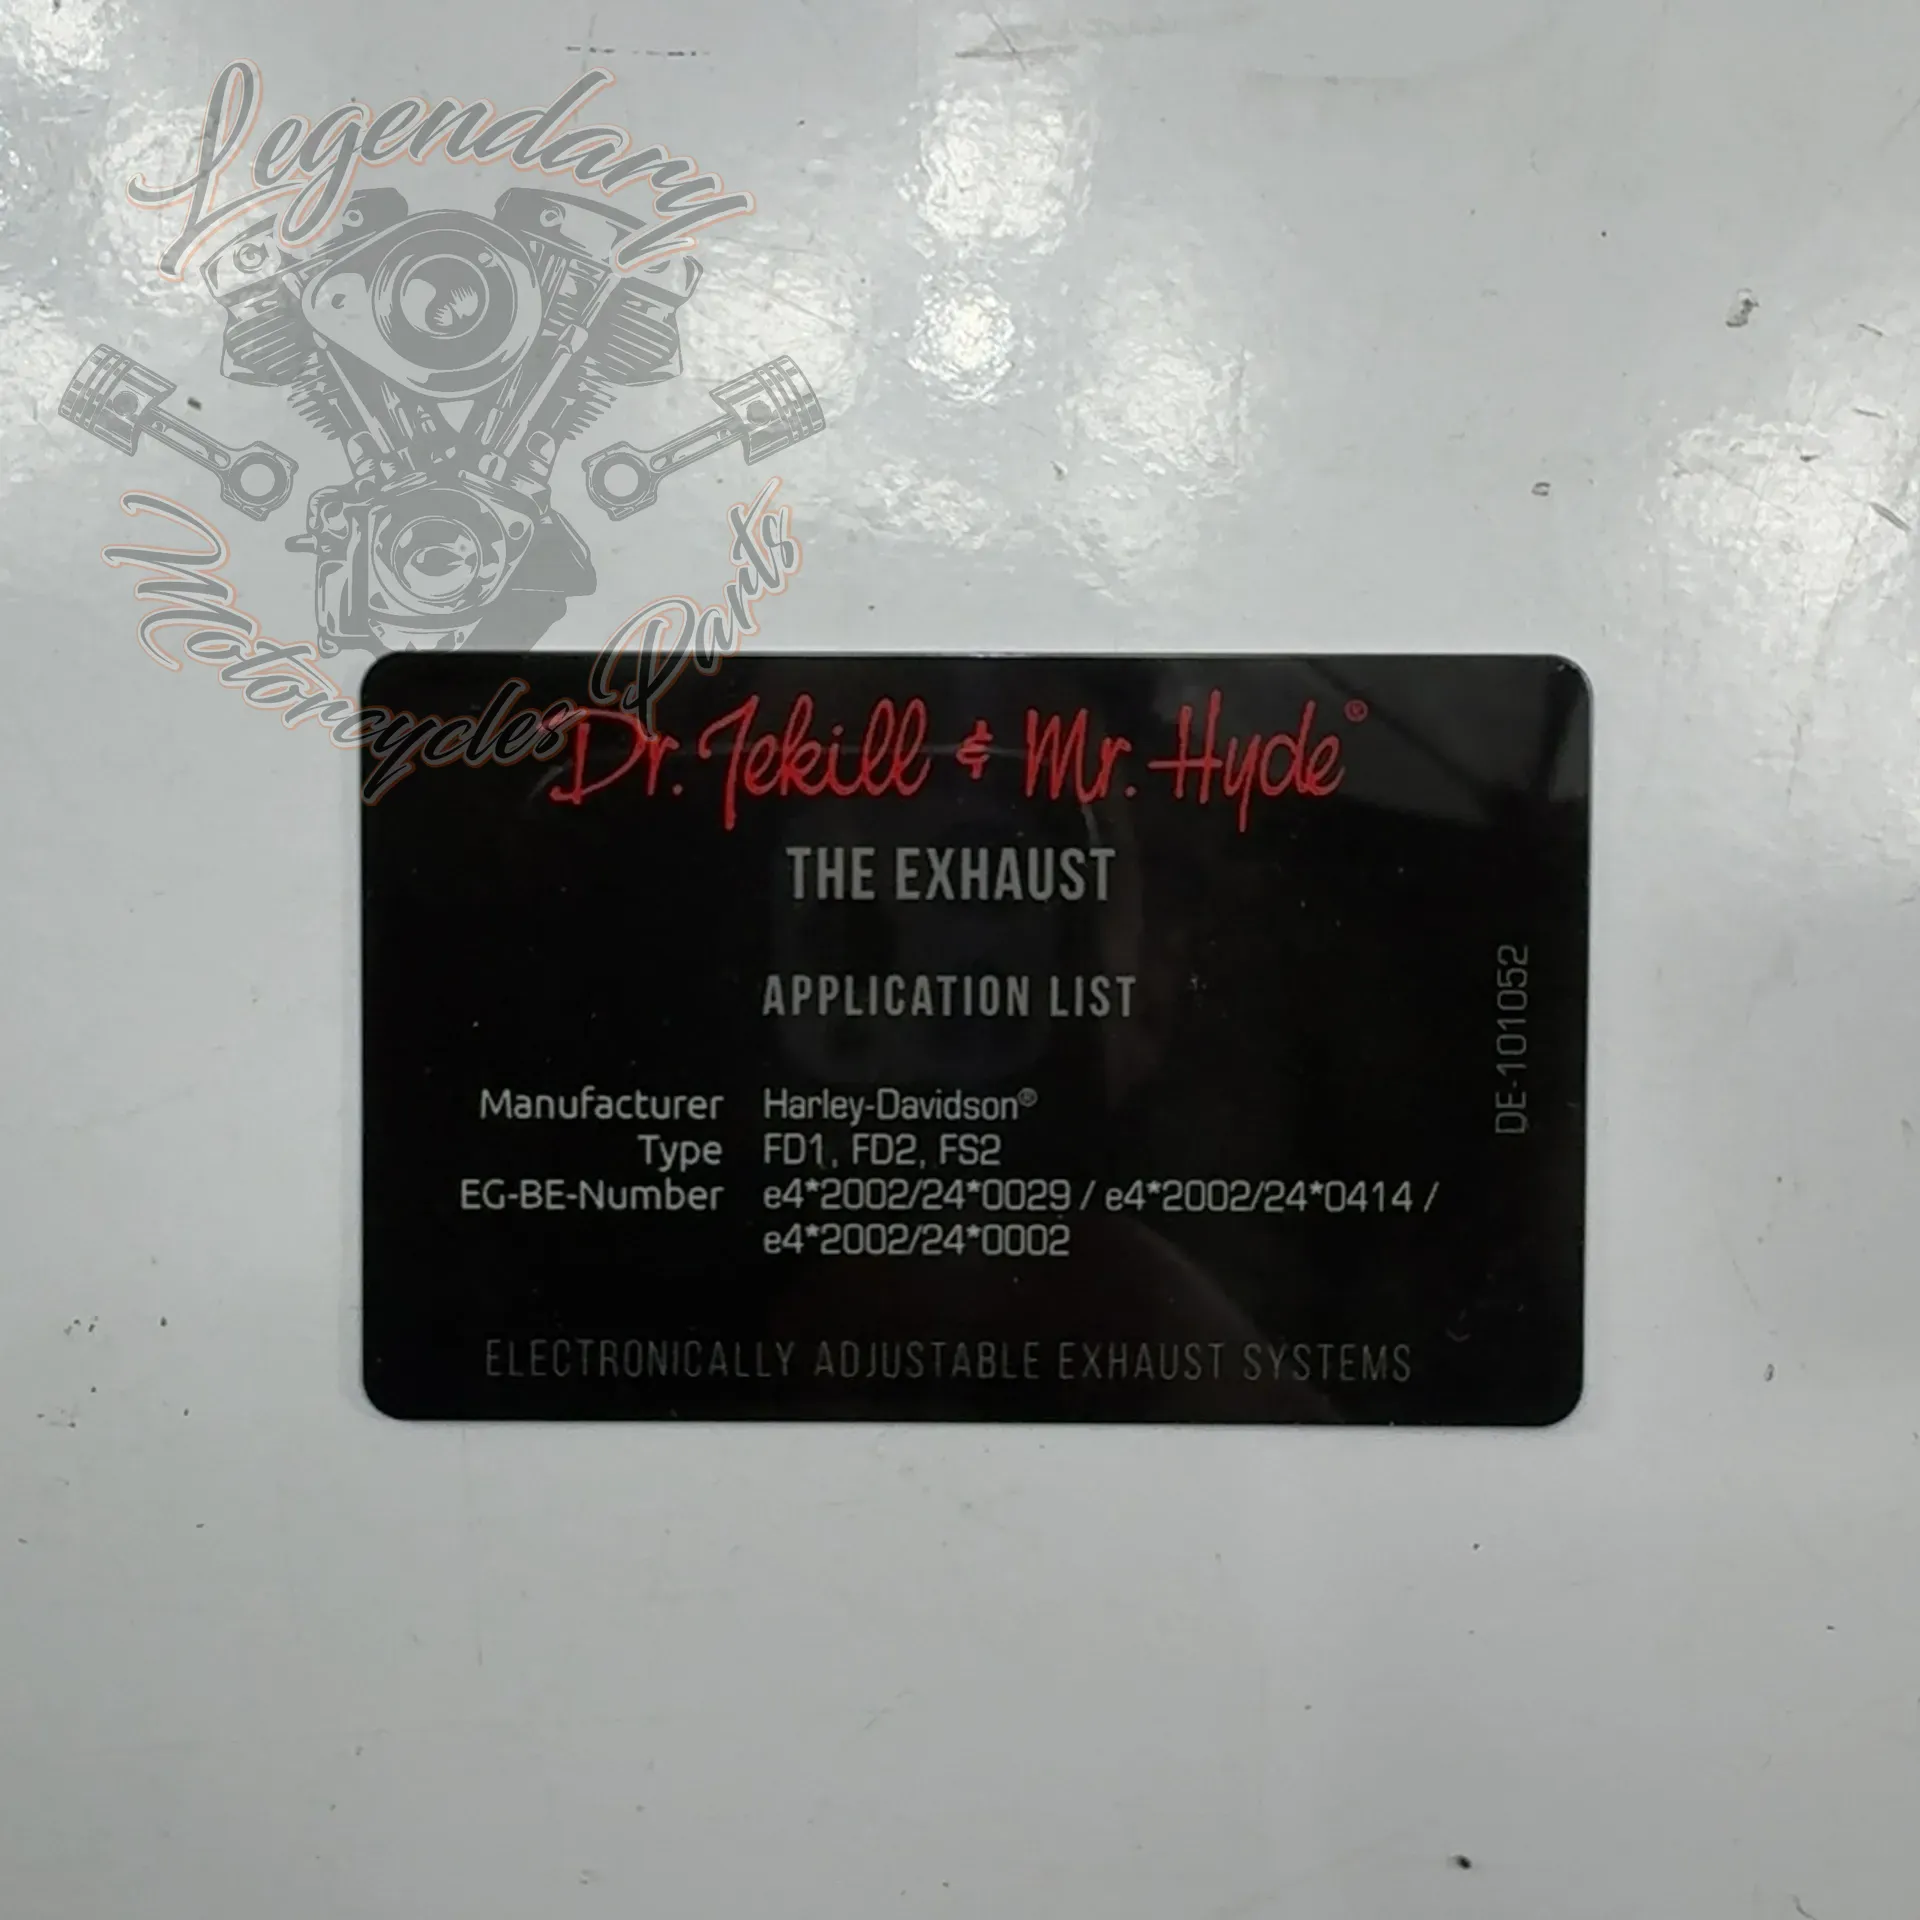 Legendary
Motorcycles Parts
Dr. Jekill & Mr. Hyde®
THE EXHAUST
APPLICATION LIST
Manufacturer Harley-Davidson®
Type FD1, FD2, FS2
EG-BE-Number e4*2002/24*0029 / e4*2002/24*0414 /
e4*2002/24*0002
ELECTRONICALLY ADJUSTABLE EXHAUST SYSTEMS
DE-101052